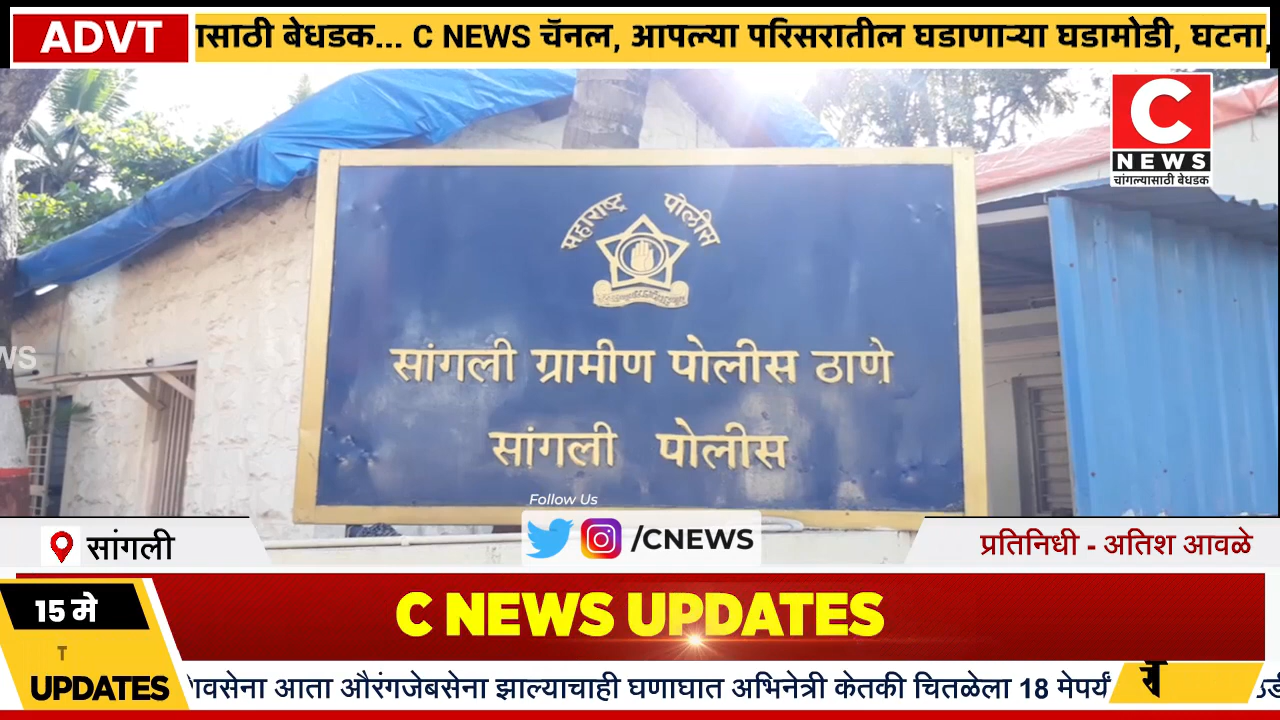 ADVT
C NEWS चॅनल, आपल्या परिसरातील घडाणाऱ्या घडामोडी, घटना,
बेधडक...
C
NEWS
चांगल्यासाठी बेधडक
महाराष्ट्र पोलीस
सांगली ग्रामीण पोलीस ठाणे
सांगली पोलीस
Follow Us
/CNEWS
सांगली
प्रतिनिधी - अतिश आवळे
15 मे
C NEWS UPDATES
UPDATES
आता औरंगजेबसेना झाल्याचाही घणाघात अभिनेत्री केतकी चितळेला 18 मेपर्यं